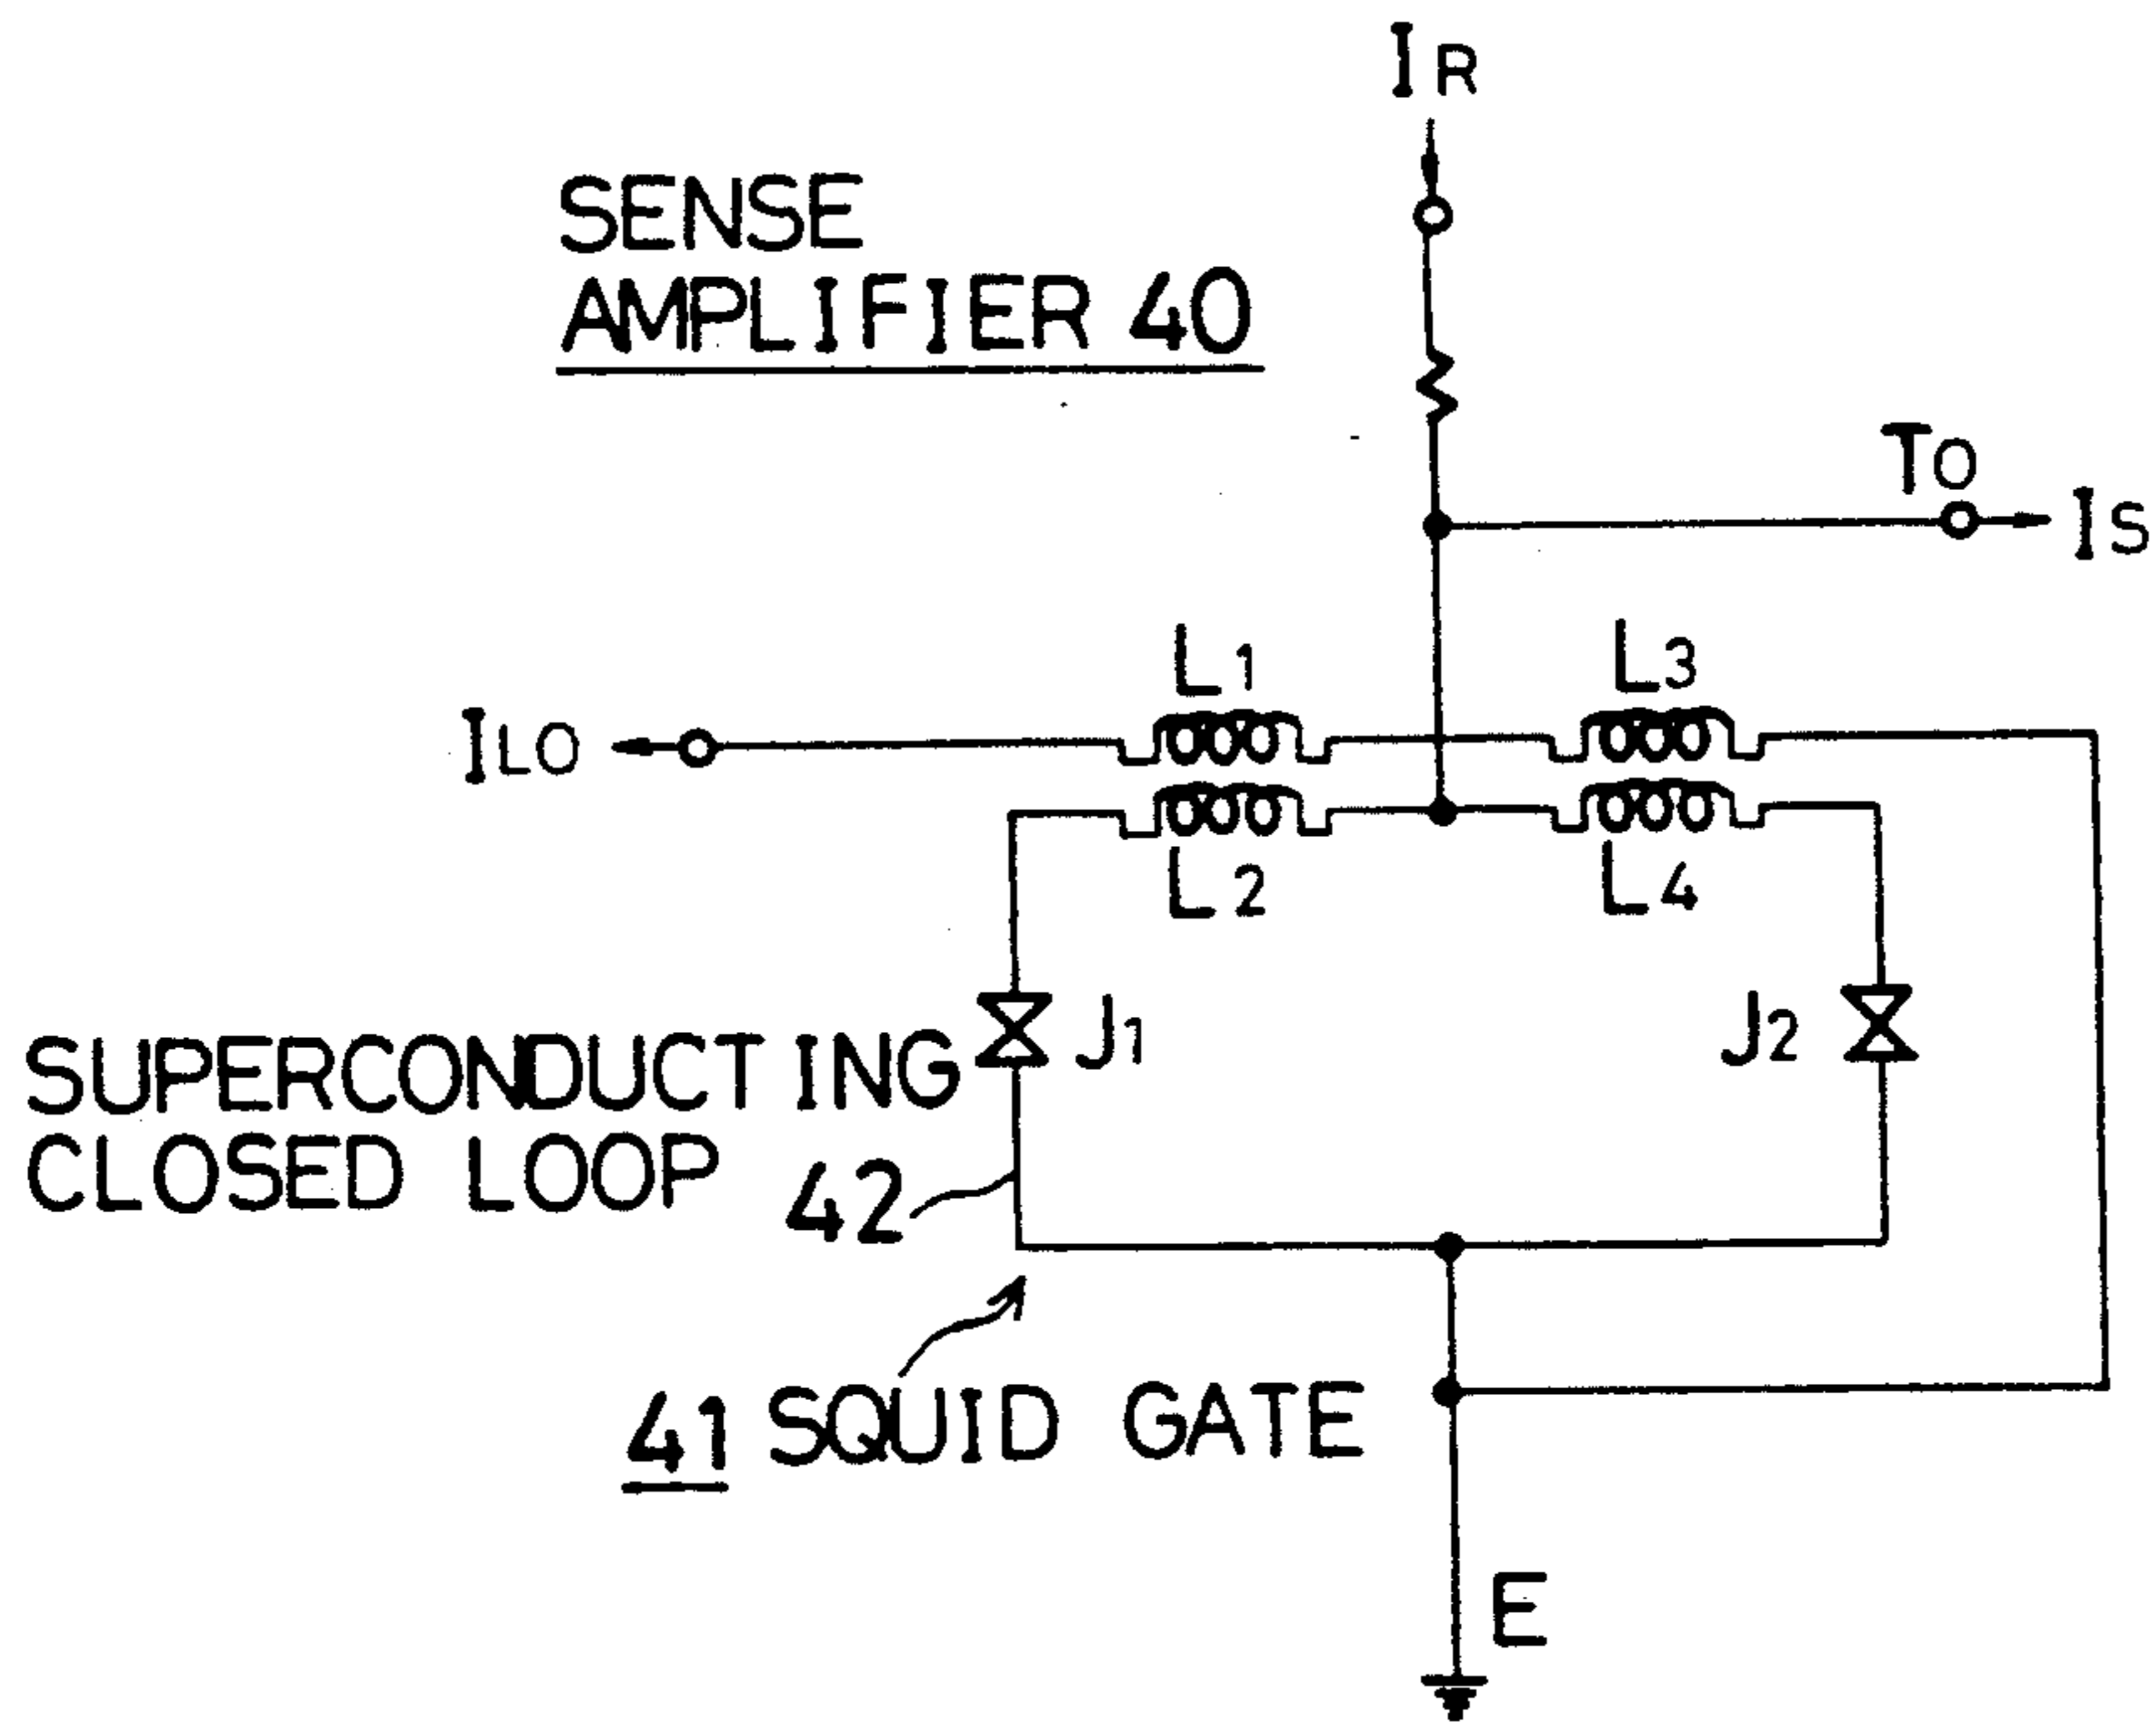 IR
SENSE
AMPLIFIER 40
TO
IS
L1
L3
ILO
L2
L4
J1
J2
SUPERCONDUCTING
CLOSED LOOP
42
41 SQUID GATE
E